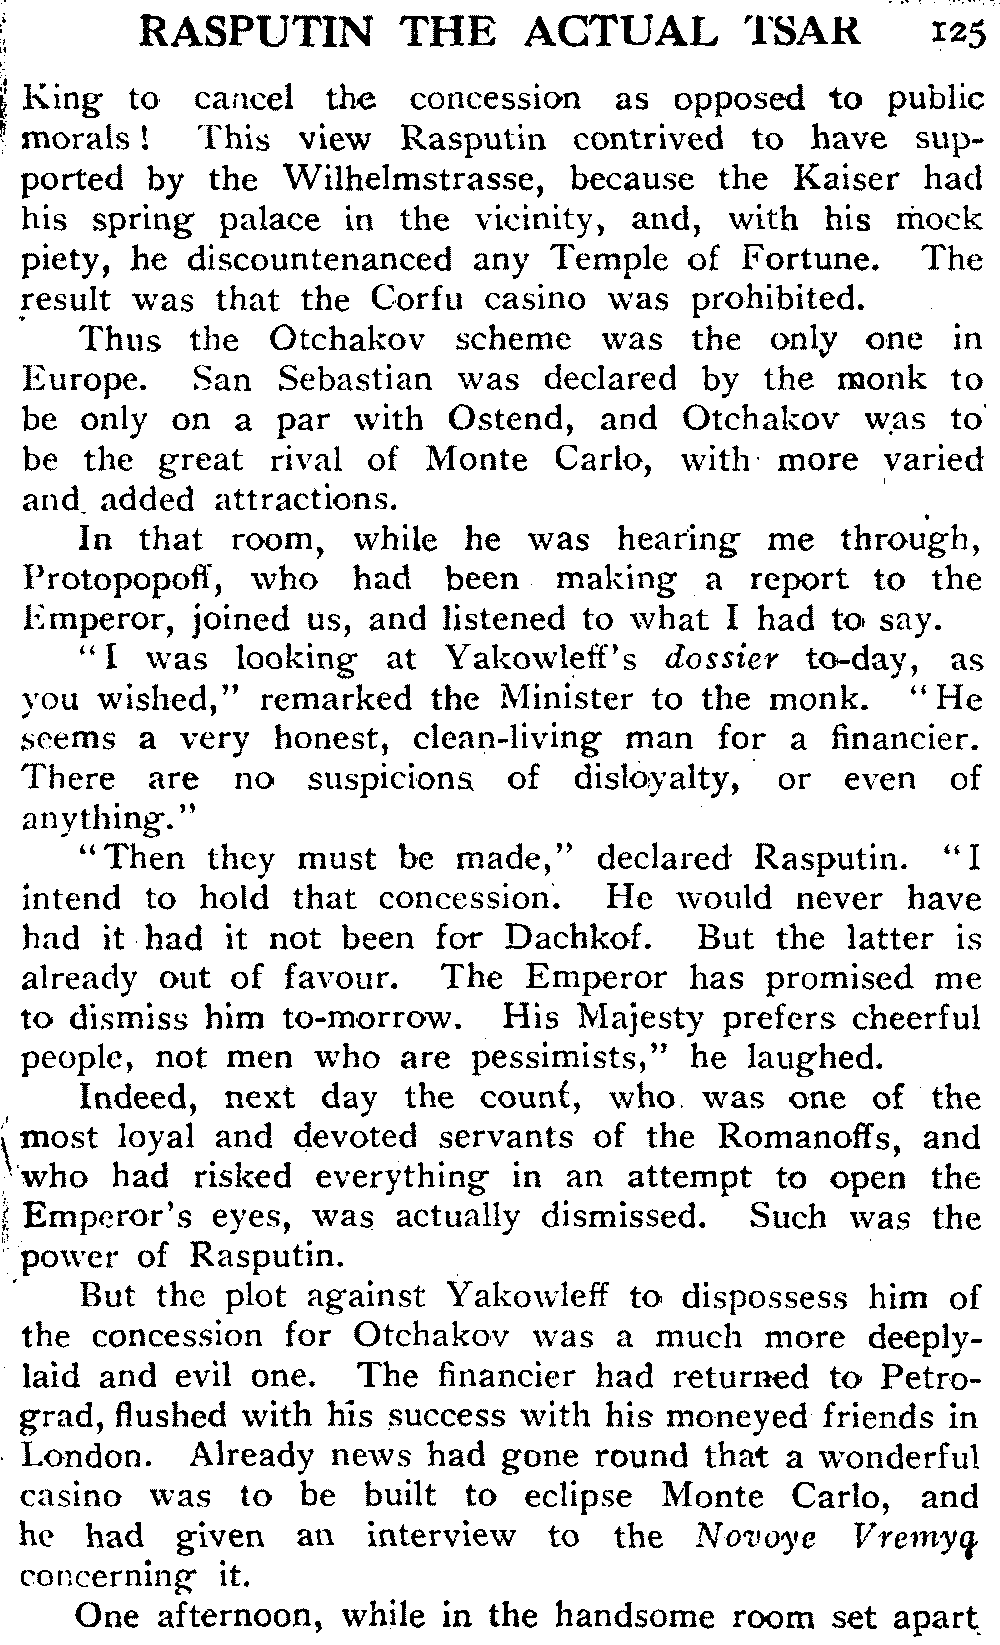 RASPUTIN THE ACTUAL TSAR 125
King to cancel the concession as opposed to public
morals! This view Rasputin contrived to have sup-
ported by the Wilhelmstrasse, because the Kaiser had
his spring palace in the vicinity, and, with his mock
piety, he discountenanced any Temple of Fortune. The
result was that the Corfu casino was prohibited.
Thus the Otchakov scheme was the only one in
Europe. San Sebastian was declared by the monk to
be only on a par with Ostend, and Otchakov was to
be the great rival of Monte Carlo, with more varied
and added attractions.
In that room, while he was hearing me through,
Protopopoff, who had been making a report to the
Emperor, joined us, and listened to what I had to say.
"I was looking at Yakowleff's dossier to-day, as
you wished," remarked the Minister to the monk. "He
seems a very honest, clean-living man for a financier.
There are no suspicions of disloyalty, or even of
anything."
"Then they must be made," declared Rasputin. "I
intend to hold that concession. He would never have
had it had it not been for Dachkof. But the latter is
already out of favour. The Emperor has promised me
to dismiss him to-morrow. His Majesty prefers cheerful
people, not men who are pessimists," he laughed.
Indeed, next day the count, who was one of the
most loyal and devoted servants of the Romanoffs, and
who had risked everything in an attempt to open the
Emperor's eyes, was actually dismissed. Such was the
power of Rasputin.
But the plot against Yakowleff to dispossess him of
the concession for Otchakov was a much more deeply-
laid and evil one. The financier had returned to Petro-
grad, flushed with his success with his moneyed friends in
London. Already news had gone round that a wonderful
casino was to be built to eclipse Monte Carlo, and
he had given an interview to the Novoye Vremya
concerning it.
One afternoon, while in the handsome room set apart